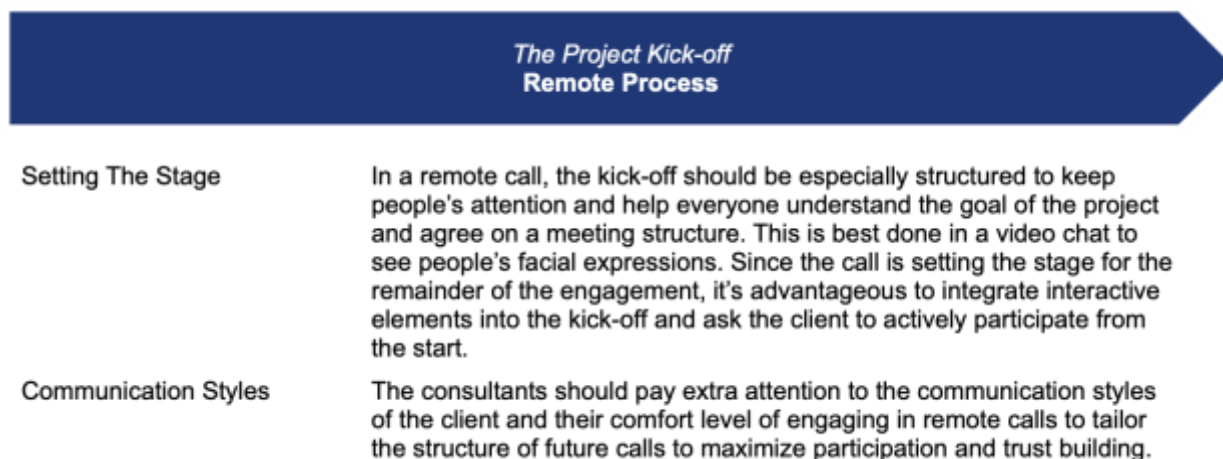 The Project Kick-off
Remote Process
Setting The Stage
In a remote call, the kick-off should be especially structured to keep
people's attention and help everyone understand the goal of the project
and agree on a meeting structure. This is best done in a video chat to
see people's facial expressions. Since the call is setting the stage for the
remainder of the engagement, it's advantageous to integrate interactive
elements into the kick-off and ask the client to actively participate from
the start.
Communication Styles
The consultants should pay extra attention to the communication styles
of the client and their comfort level of engaging in remote calls to tailor
the structure of future calls to maximize participation and trust building.